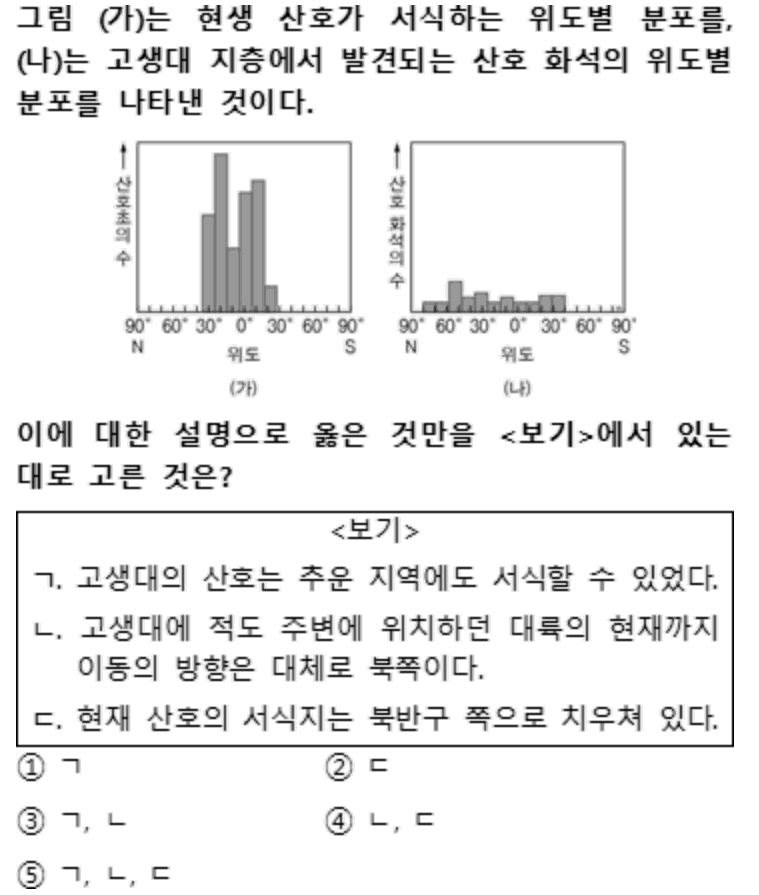 그림 (가)는 현생 산호가 서식하는 위도별 분포를,
(나)는 고생대 지층에서 발견되는 산호 화석의 위도별
분포를 나타낸 것이다.
산호초의 수
90° 60° 30° 0° 30° 60° 90°
N S
위도
(가)
산호 화석의 수
90° 60° 30° 0° 30° 60° 90°
N S
위도
(나)
이에 대한 설명으로 옳은 것만을 <보기>에서 있는
대로 고른 것은?
<보기>
ㄱ. 고생대의 산호는 추운 지역에도 서식할 수 있었다.
ㄴ. 고생대에 적도 주변에 위치하던 대륙의 현재까지
이동의 방향은 대체로 북쪽이다.
ㄷ. 현재 산호의 서식지는 북반구 쪽으로 치우쳐 있다.
① ㄱ ② ㄷ
③ ㄱ, ㄴ ④ ㄴ, ㄷ
⑤ ㄱ, ㄴ, ㄷ